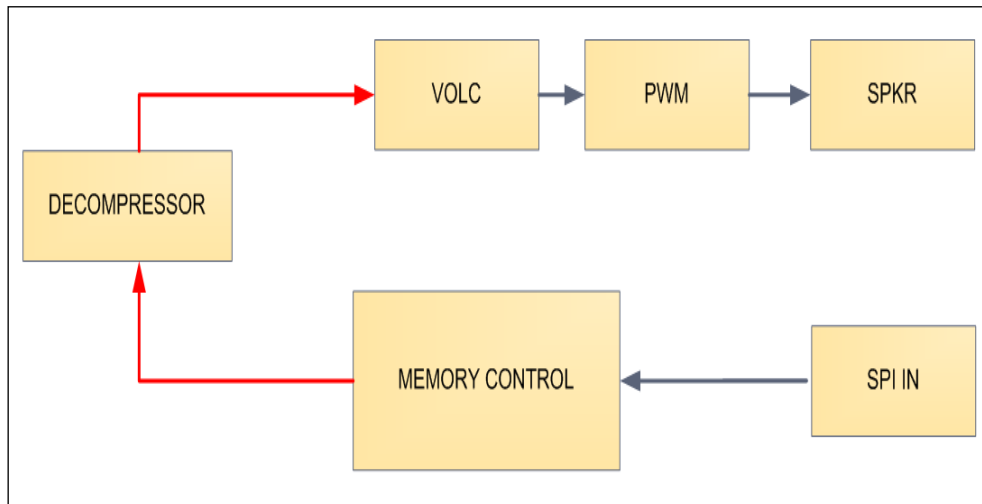 VOLC
PWM
SPKR
DECOMPRESSOR
MEMORY CONTROL
SPI IN